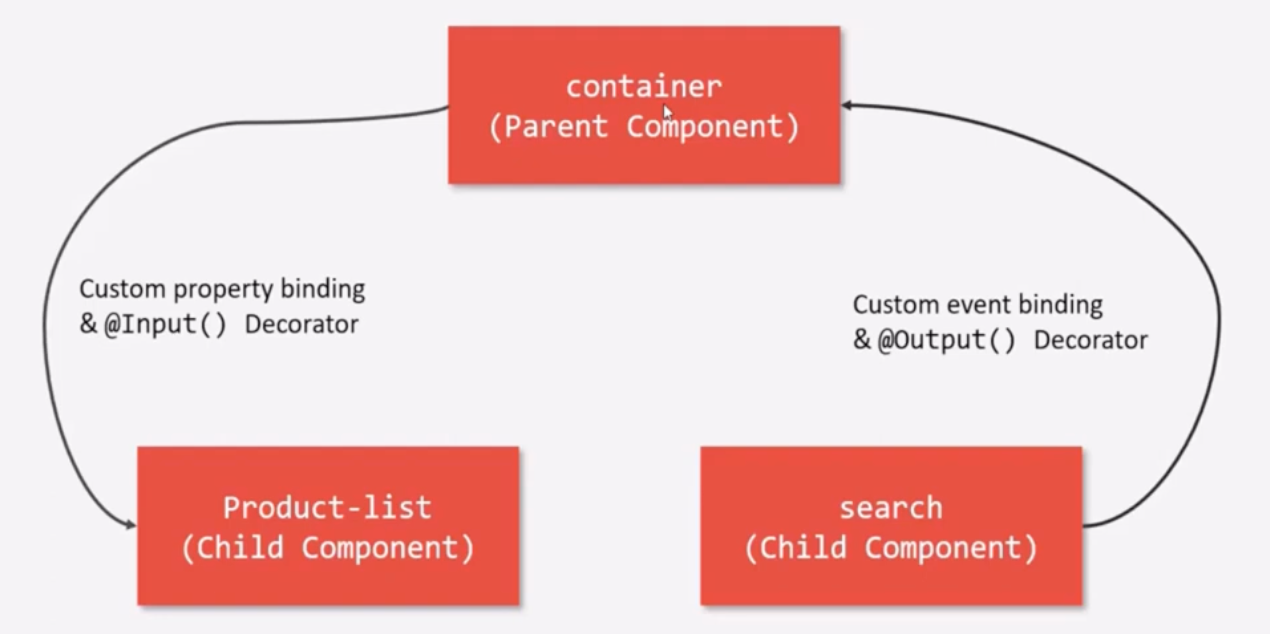 container
(Parent Component)
Custom property binding
& @Input() Decorator
Custom event binding
& @Output() Decorator
Product-list
(Child Component)
search
(Child Component)